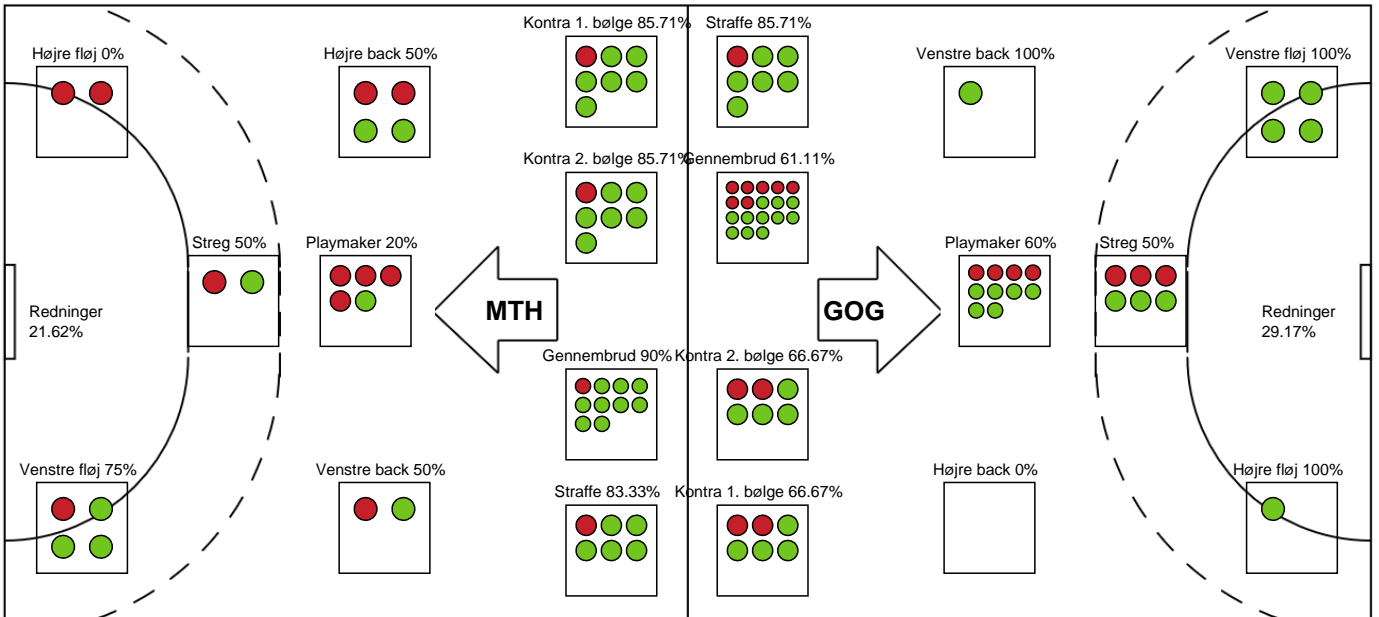 Kontra 1. bølge 85.71%
Straffe 85.71%
Højre fløj 0%
Højre back 50%
Venstre back 100%
Venstre fløj 100%
Kontra 2. bølge 85.71%
Gennembrud 61.11%
Streg 50%
Playmaker 20%
Playmaker 60%
Streg 50%
Redninger
21.62%
MTH
GOG
Redninger
29.17%
Gennembrud 90%
Kontra 2. bølge 66.67%
Venstre fløj 75%
Venstre back 50%
Højre back 0%
Højre fløj 100%
Straffe 83.33%
Kontra 1. bølge 66.67%